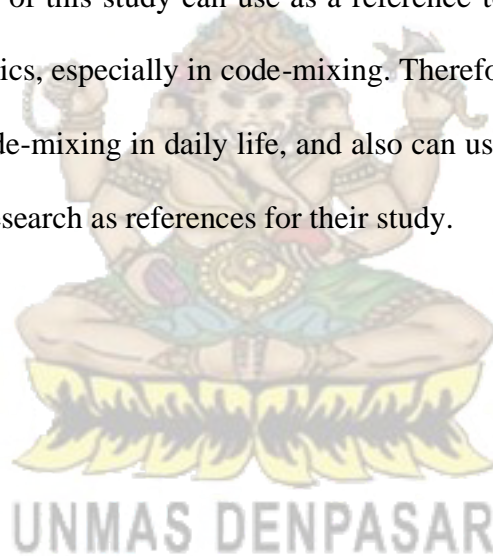 of this study can use as a reference to
ics, especially in code-mixing. Therefo
de-mixing in daily life, and also can us
search as references for their study.
UNMAS DENPASAR